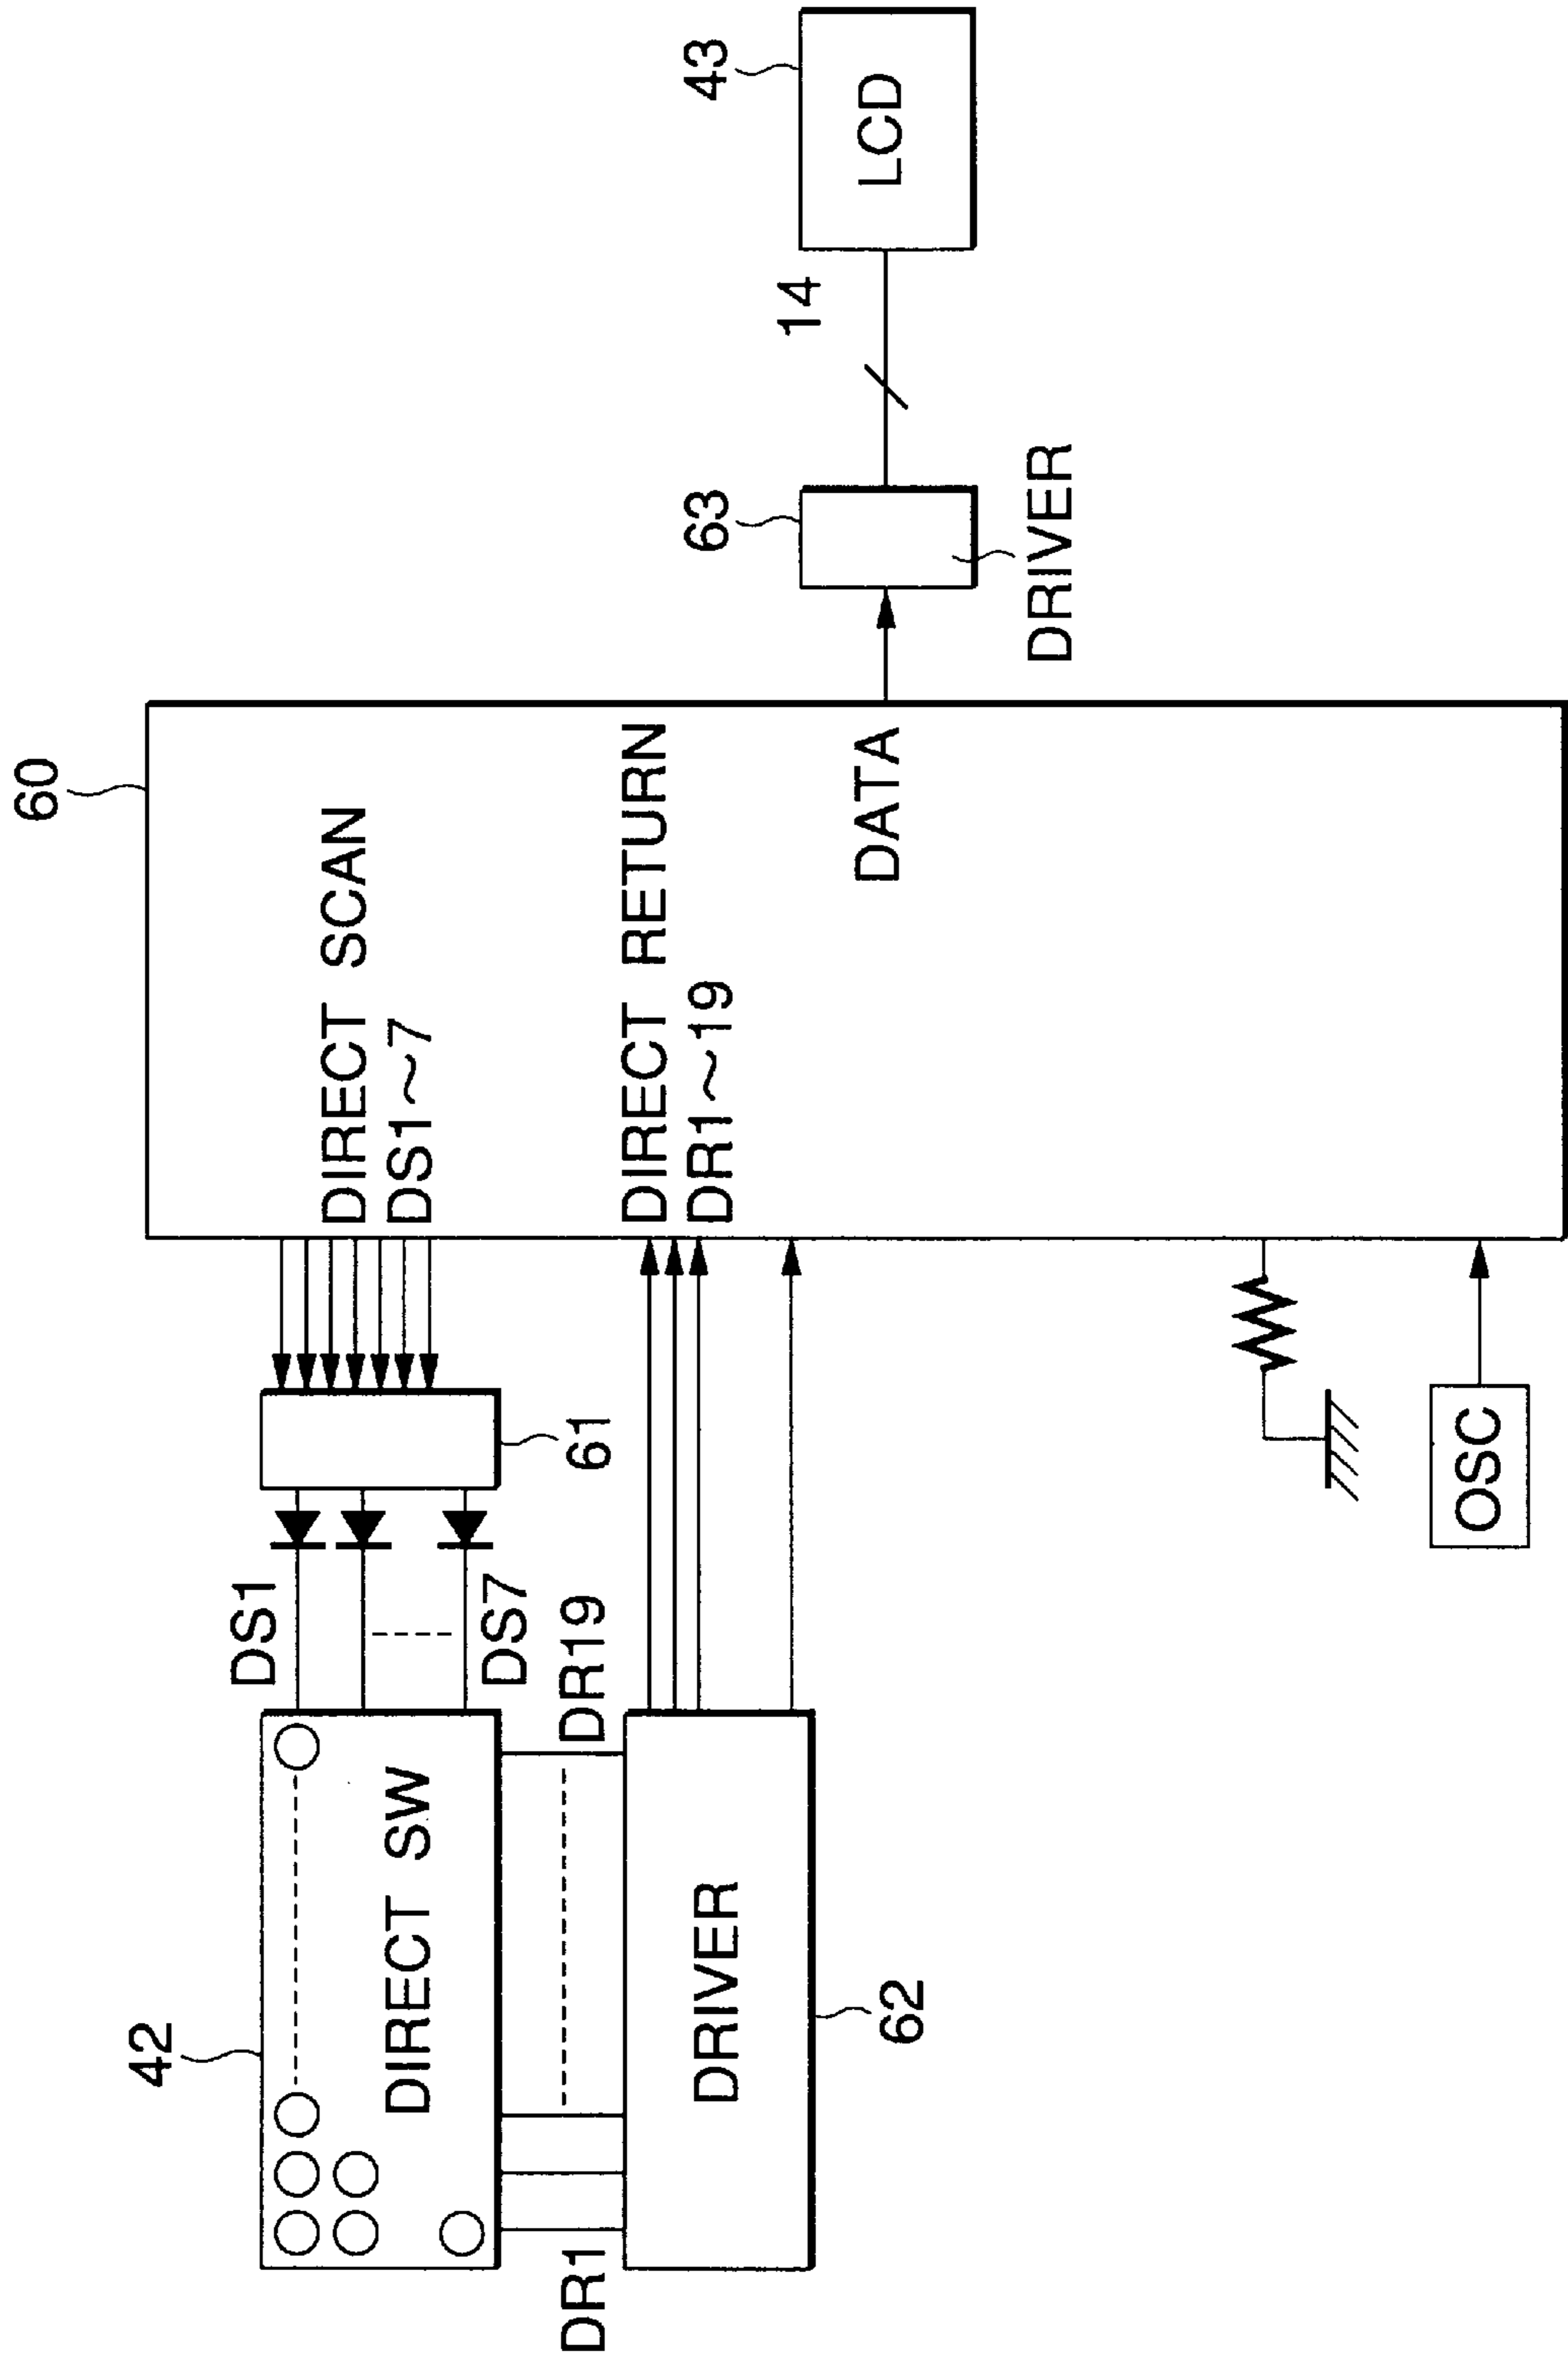 42
DIRECT SW
DS1
DS7
DR1
DR19
DRIVER
62
61
60
DIRECT SCAN
DS1~7
DIRECT RETURN
DR1~19
DATA
OSC
63
DRIVER
14
43
LCD